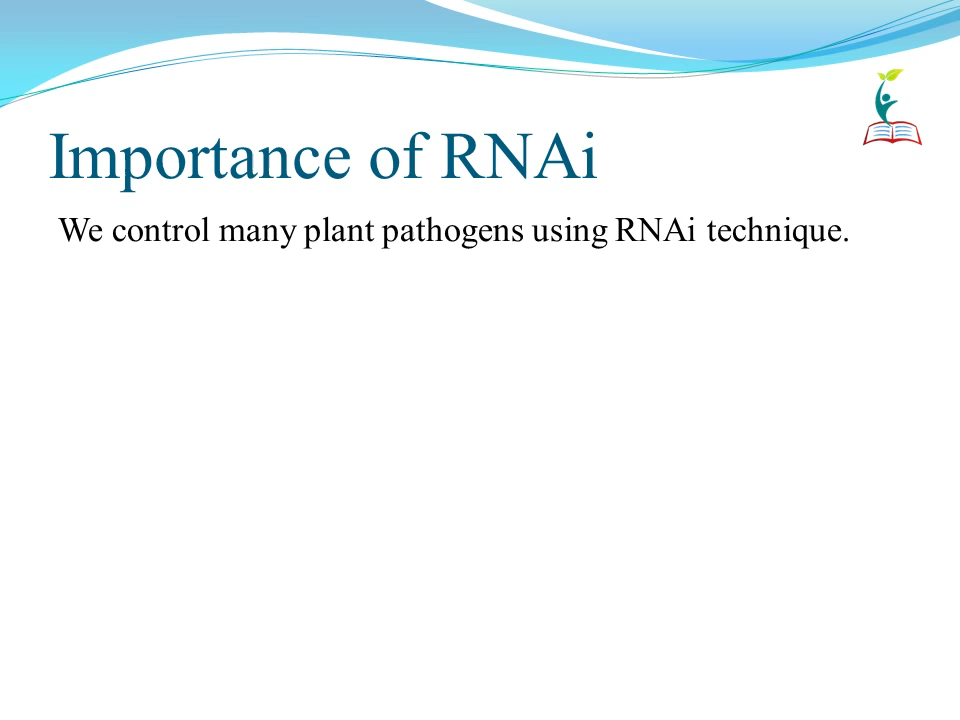 Importance of RNAi
We control many plant pathogens using RNAi technique.